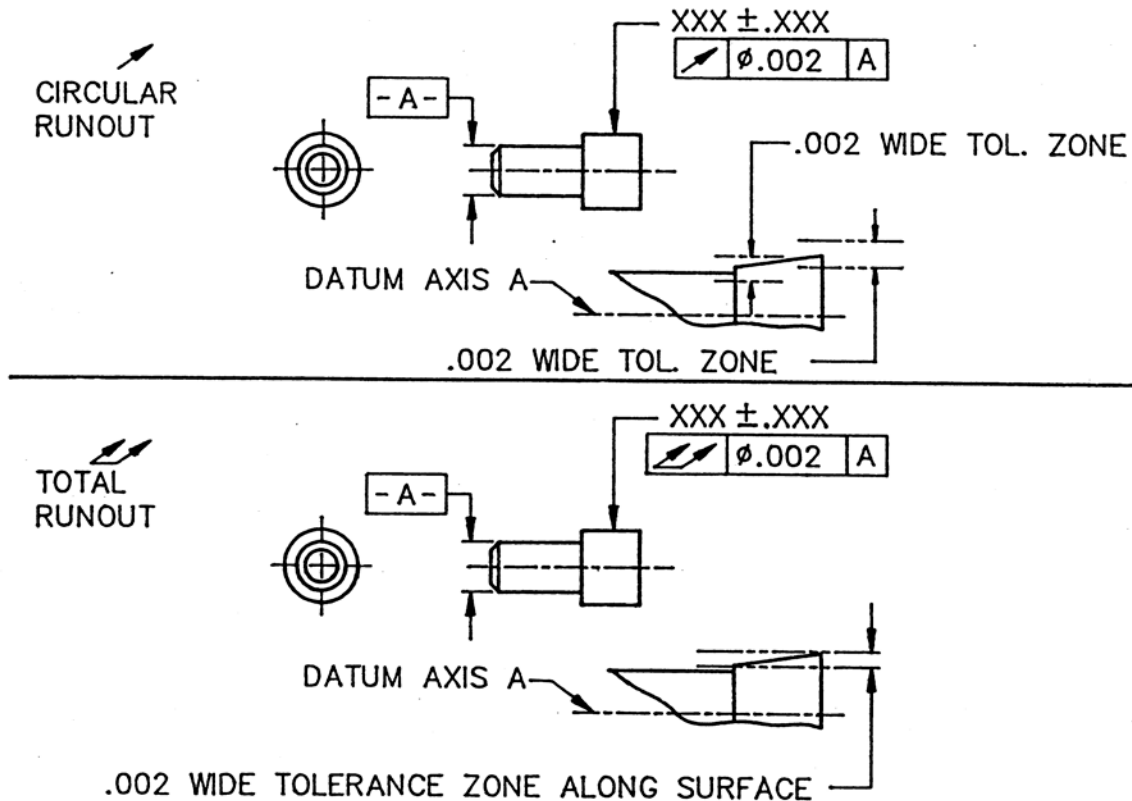 XXX ±.XXX
⌀.002 A
CIRCULAR
RUNOUT
-A-
.002 WIDE TOL. ZONE
DATUM AXIS A
.002 WIDE TOL. ZONE
XXX ±.XXX
⌀.002 A
TOTAL
RUNOUT
-A-
DATUM AXIS A
.002 WIDE TOLERANCE ZONE ALONG SURFACE